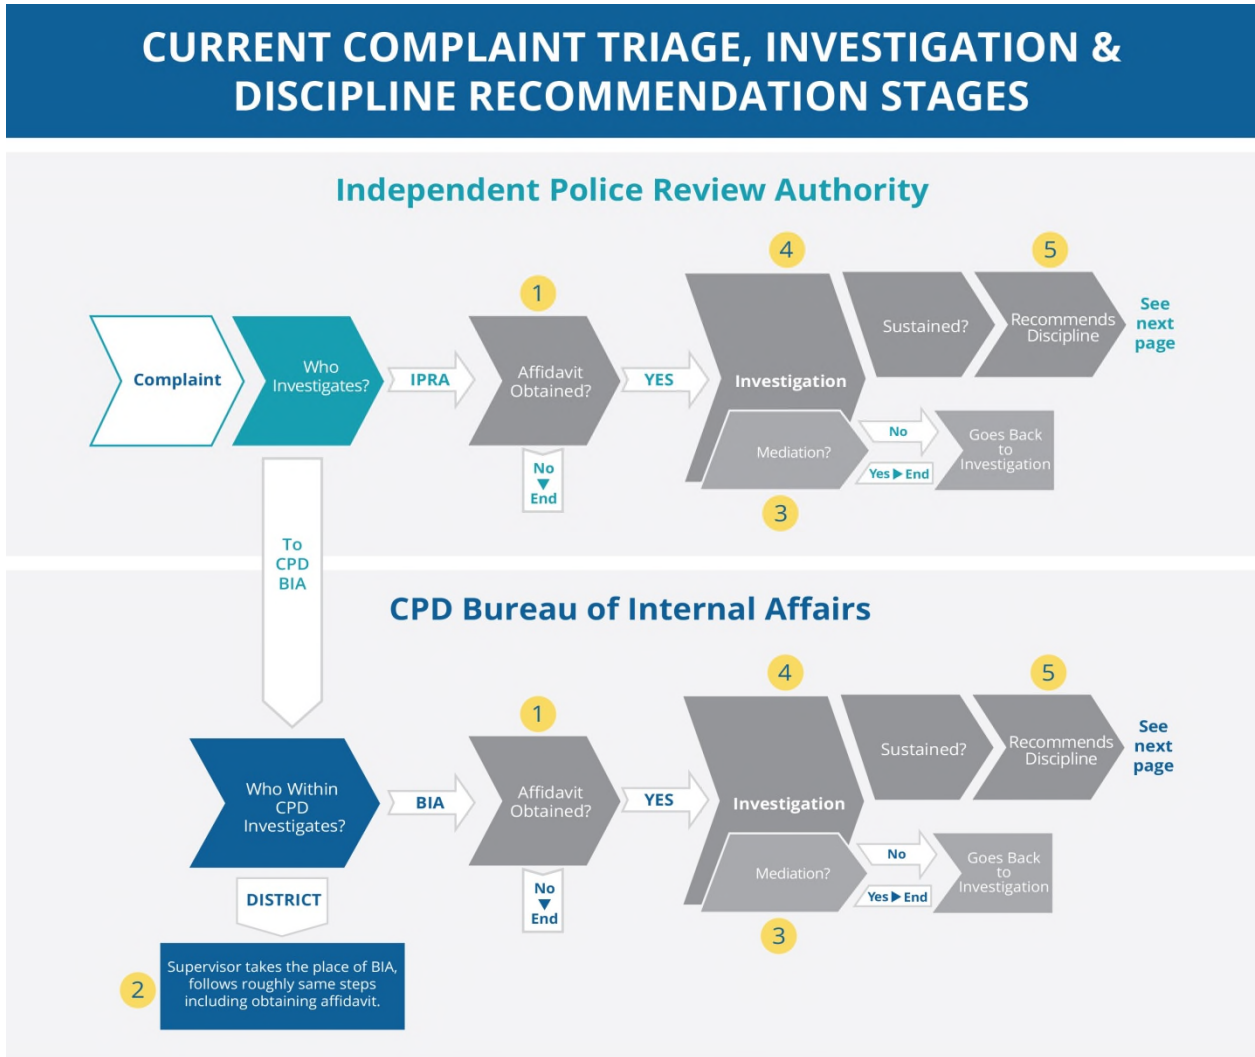 CURRENT COMPLAINT TRIAGE, INVESTIGATION &
DISCIPLINE RECOMMENDATION STAGES
Independent Police Review Authority
Complaint
Who
Investigates?
IPRA
1
Affidavit
Obtained?
No
End
YES
4
Investigation
Mediation?
3
No
Yes
End
Goes Back
to
Investigation
Sustained?
5
Recommends
Discipline
See
next
page
To
CPD
BIA
CPD Bureau of Internal Affairs
Who Within
CPD
Investigates?
BIA
1
Affidavit
Obtained?
No
End
YES
4
Investigation
Mediation?
3
No
Yes
End
Goes Back
to
Investigation
Sustained?
5
Recommends
Discipline
See
next
page
DISTRICT
2
Supervisor takes the place of BIA,
follows roughly same steps
including obtaining affidavit.